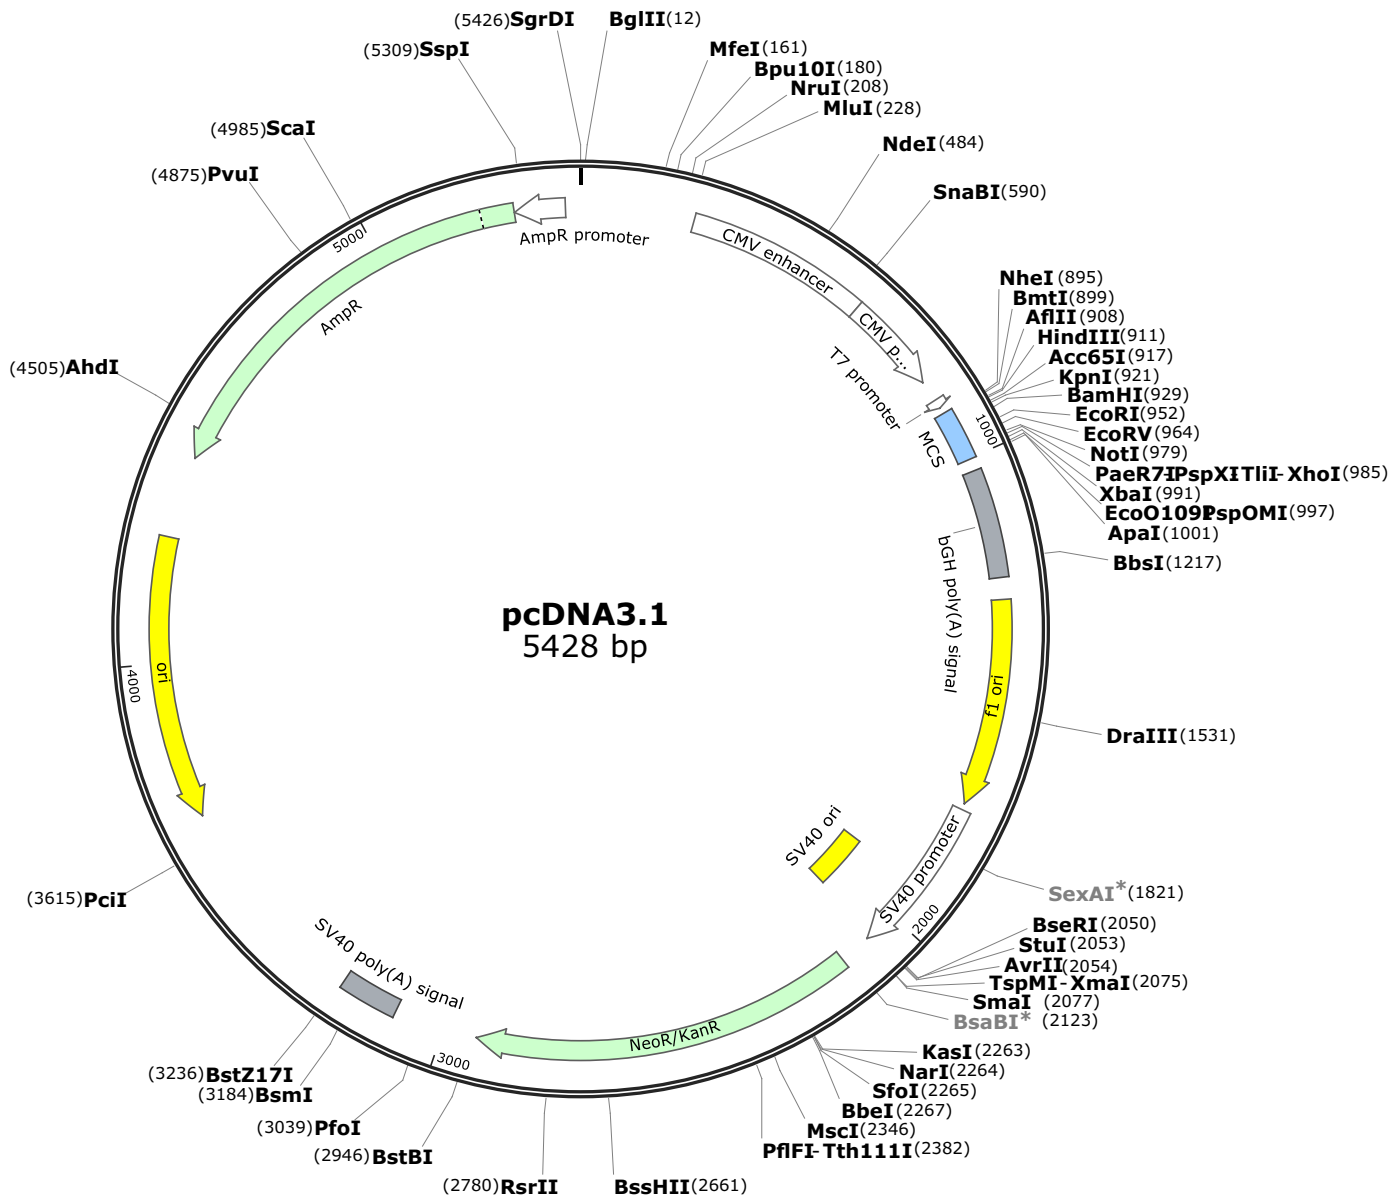 pcDNA3.1
5428 bp
(5426)SgrDI
BglII(12)
(5309)SspI
MfeI(161)
Bpu10I(180)
NruI(208)
MluI(228)
NdeI(484)
SnaBI(590)
NheI(895)
BmtI(899)
AflII(908)
HindIII(911)
Acc65I(917)
KpnI(921)
BamHI(929)
EcoRI(952)
EcoRV(964)
NotI(979)
PaeR7I-PspXI-TliI-XhoI(985)
XbaI(991)
EcoO109I-PspOMI(997)
ApaI(1001)
BbsI(1217)
DraIII(1531)
SexAI* (1821)
BseRI(2050)
StuI(2053)
AvrII(2054)
TspMI-XmaI(2075)
SmaI (2077)
BsaBI* (2123)
KasI(2263)
NarI(2264)
SfoI(2265)
BbeI(2267)
MscI(2346)
PflFI-Tth111I(2382)
BssHII(2661)
(2780)RsrII
(2946)BstBI
(3039)PfoI
(3184)BsmI
(3236)BstZ17I
(3615)PciI
(4505)AhdI
(4875)PvuI
(4985)ScaI
AmpR promoter
CMV enhancer
CMV p...
T7 promoter
MCS
1000
bGH poly(A) signal
f1 ori
SV40 ori
SV40 promoter
2000
NeoR/KanR
3000
SV40 poly(A) signal
4000
ori
AmpR
5000